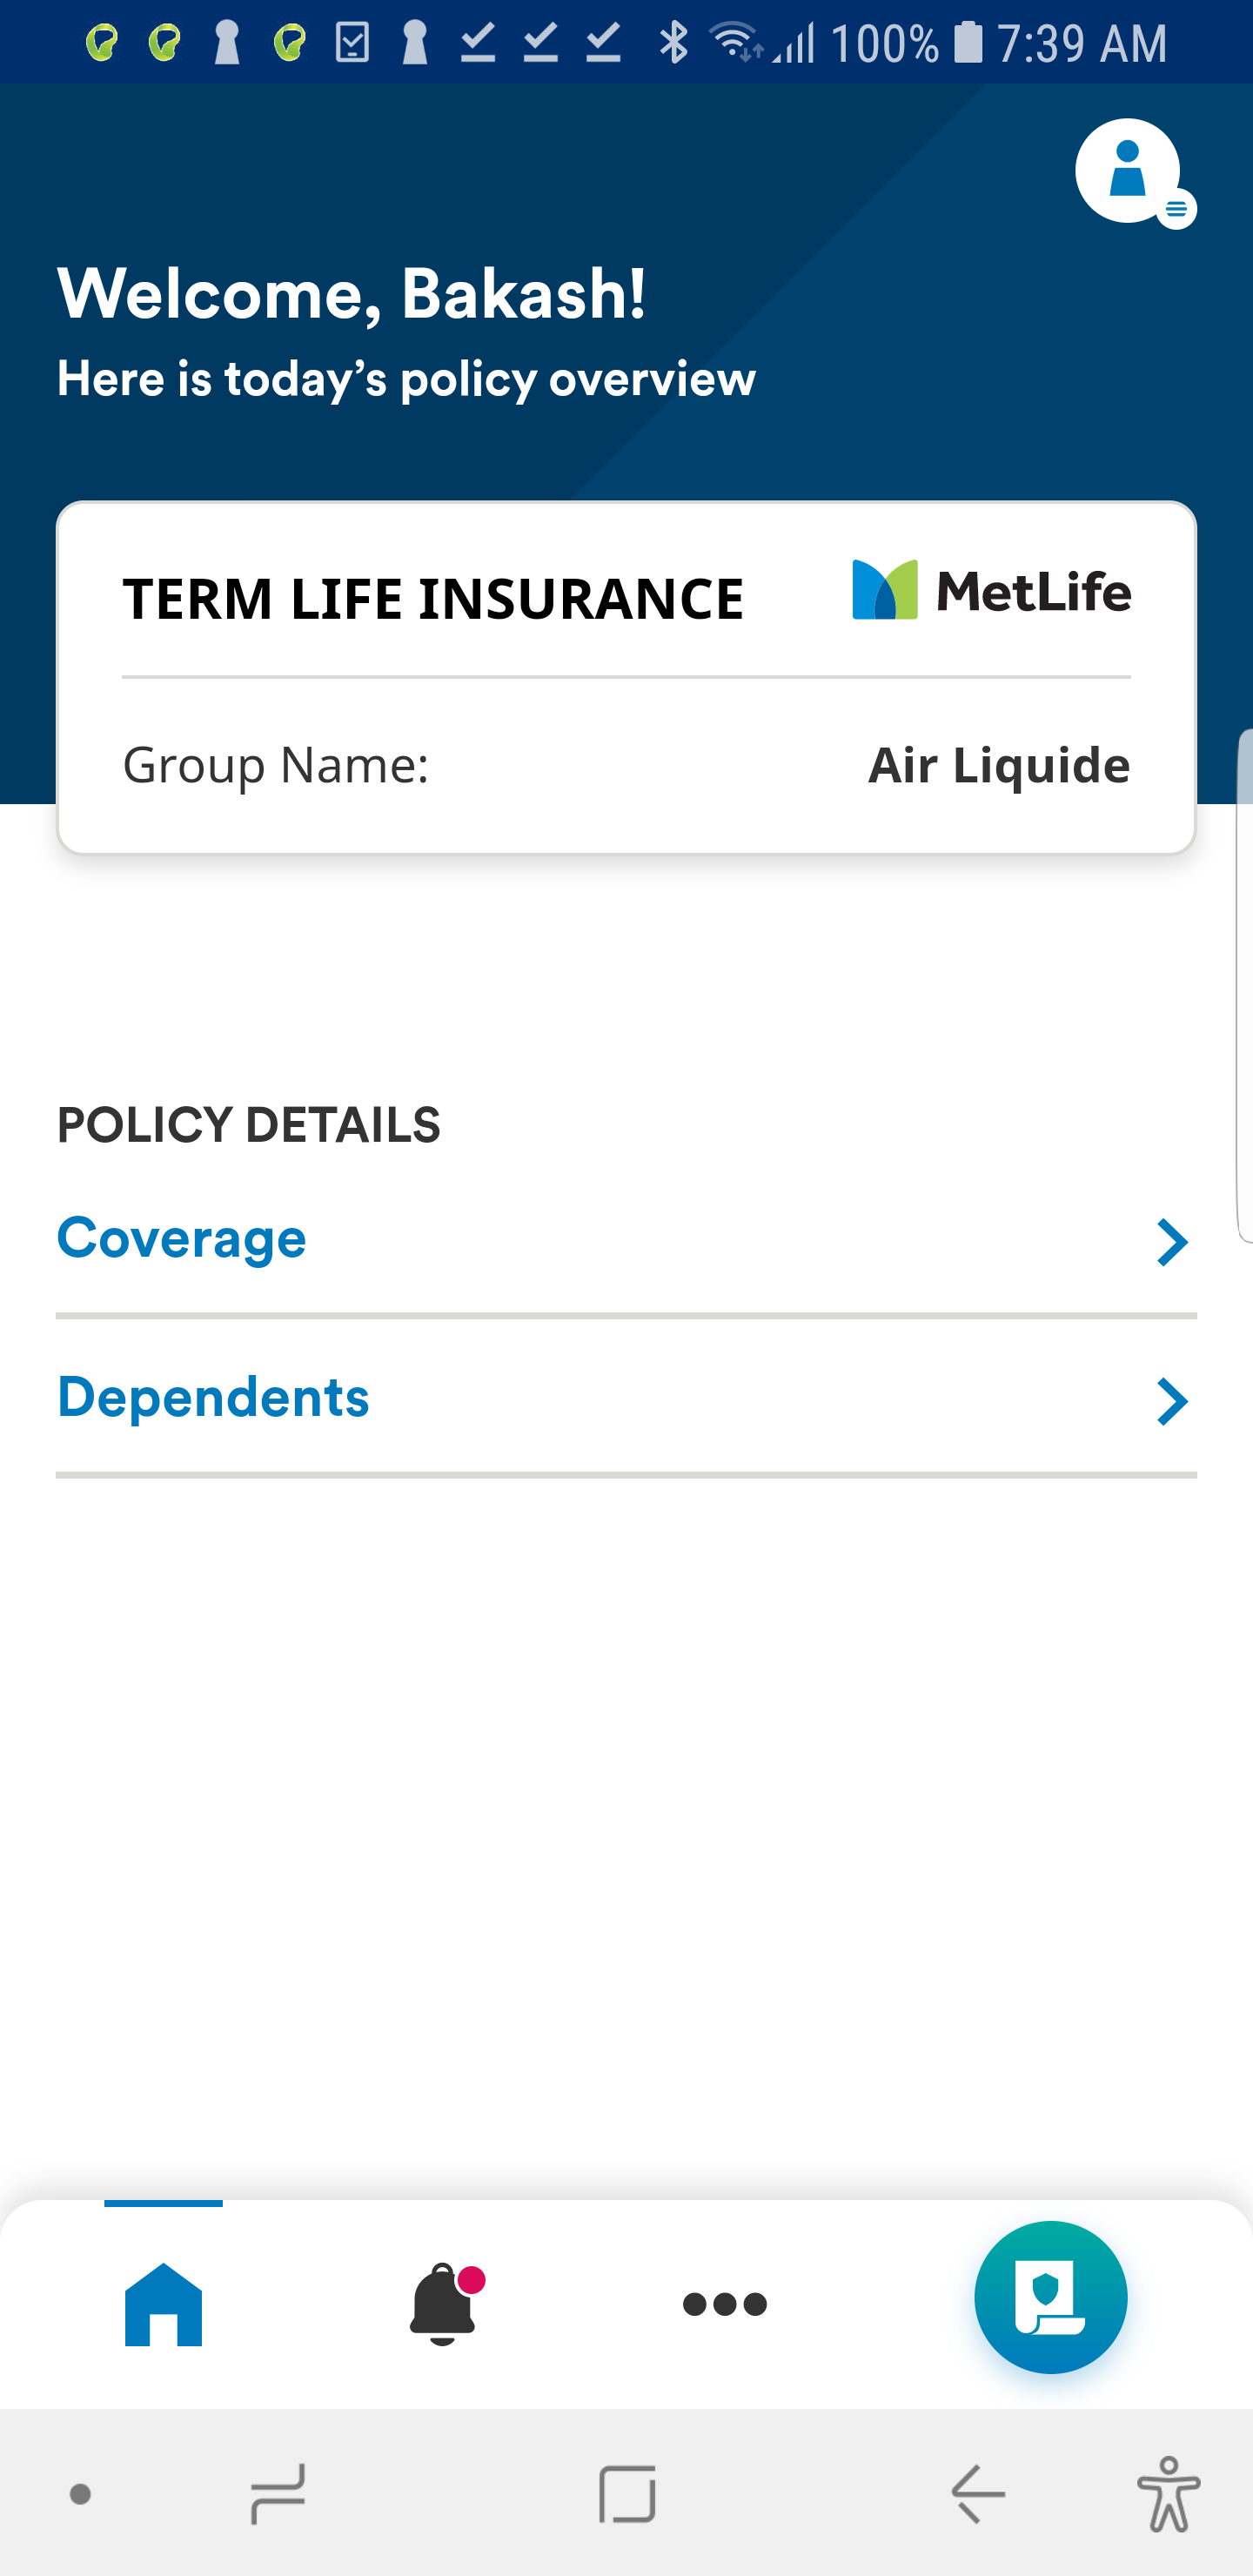 100% 7:39 AM
Welcome, Bakash!
Here is today’s policy overview
TERM LIFE INSURANCE MetLife
Group Name: Air Liquide
POLICY DETAILS
Coverage
Dependents